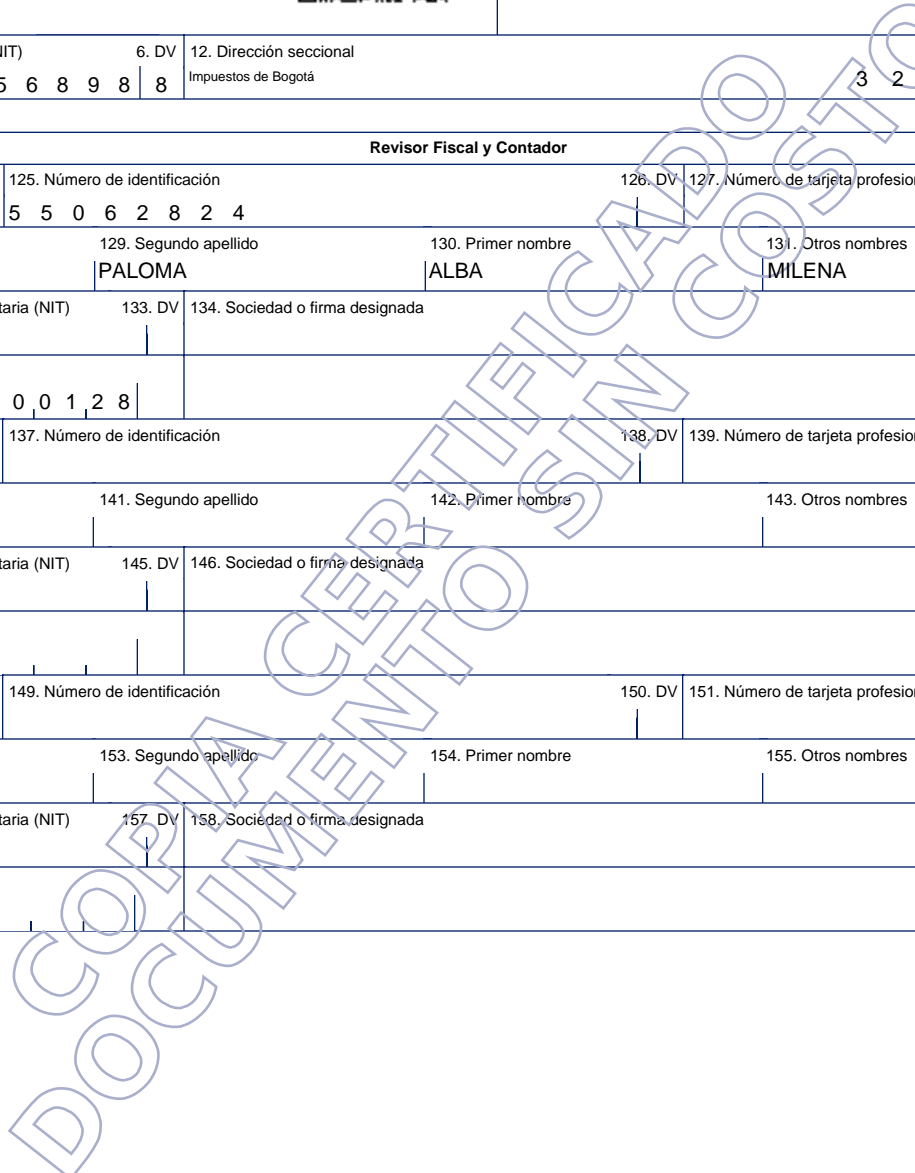 IT) 6. DV 12. Dirección seccional
5 6 8 9 8 8 Impuestos de Bogotá 3 2
Revisor Fiscal y Contador
125. Número de identificación 126. DV 127. Número de tarjeta profesion
5 5 0 6 2 8 2 4
129. Segundo apellido 130. Primer nombre 131. Otros nombres
PALOMA ALBA MILENA
taria (NIT) 133. DV 134. Sociedad o firma designada
0 0 1 2 8
137. Número de identificación 138. DV 139. Número de tarjeta profesion
141. Segundo apellido 142. Primer nombre 143. Otros nombres
taria (NIT) 145. DV 146. Sociedad o firma designada
149. Número de identificación 150. DV 151. Número de tarjeta profesion
153. Segundo apellido 154. Primer nombre 155. Otros nombres
taria (NIT) 157. DV 158. Sociedad o firma designada
COPIA CERTIFICADO
DOCUMENTO SIN COSTO